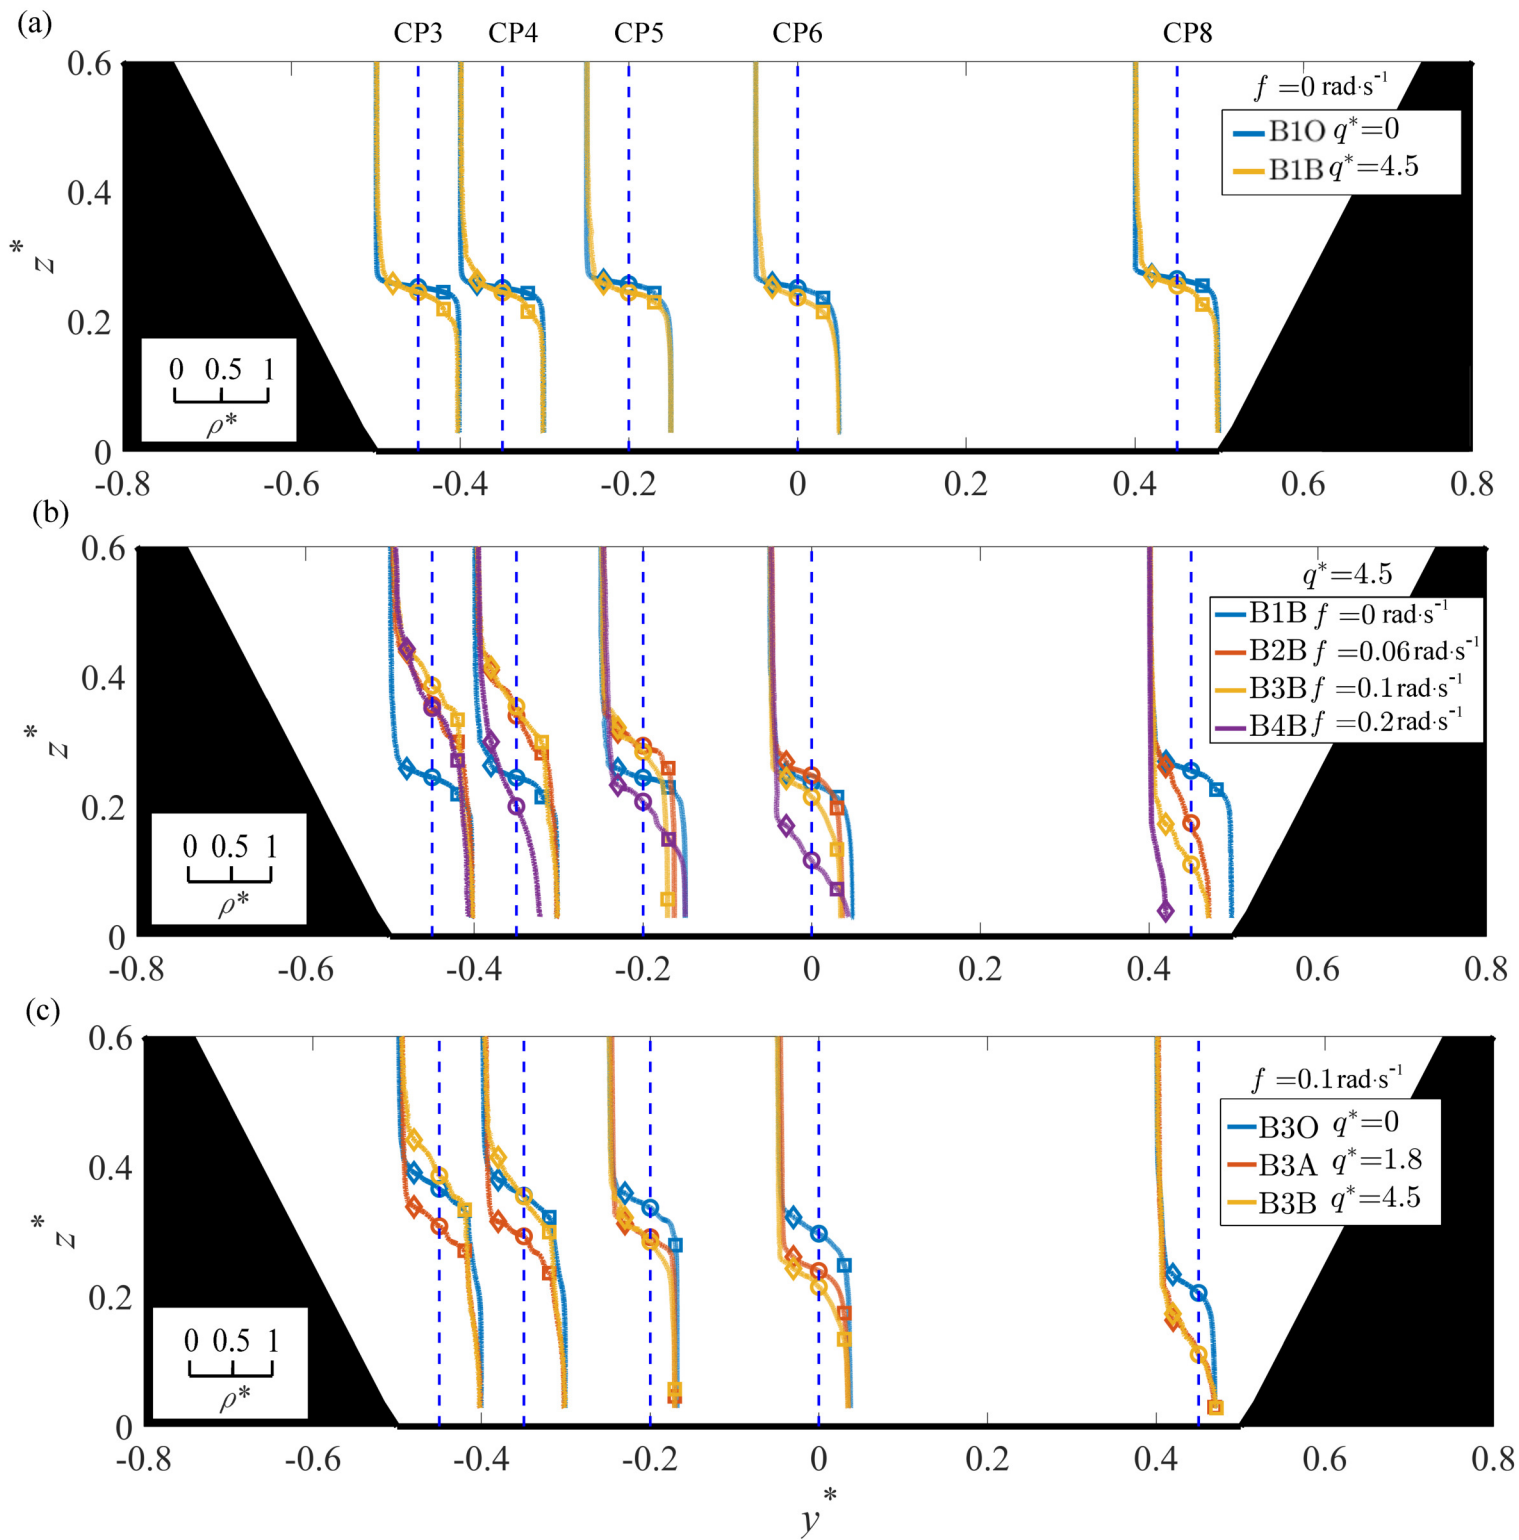 (a)
CP3 CP4 CP5 CP6 CP8
0.6
f =0 rad·s⁻¹
B1O q*=0
B1B q*=4.5
0.4
z*
0.2
0 0.5 1
ρ*
0
-0.8 -0.6 -0.4 -0.2 0 0.2 0.4 0.6 0.8
(b)
0.6
q*=4.5
B1B f =0 rad·s⁻¹
B2B f =0.06 rad·s⁻¹
B3B f =0.1 rad·s⁻¹
B4B f =0.2 rad·s⁻¹
0.4
z*
0.2
0 0.5 1
ρ*
0
-0.8 -0.6 -0.4 -0.2 0 0.2 0.4 0.6 0.8
(c)
0.6
f =0.1 rad·s⁻¹
B3O q*=0
B3A q*=1.8
B3B q*=4.5
0.4
z*
0.2
0 0.5 1
ρ*
0
-0.8 -0.6 -0.4 -0.2 0 0.2 0.4 0.6 0.8
y*